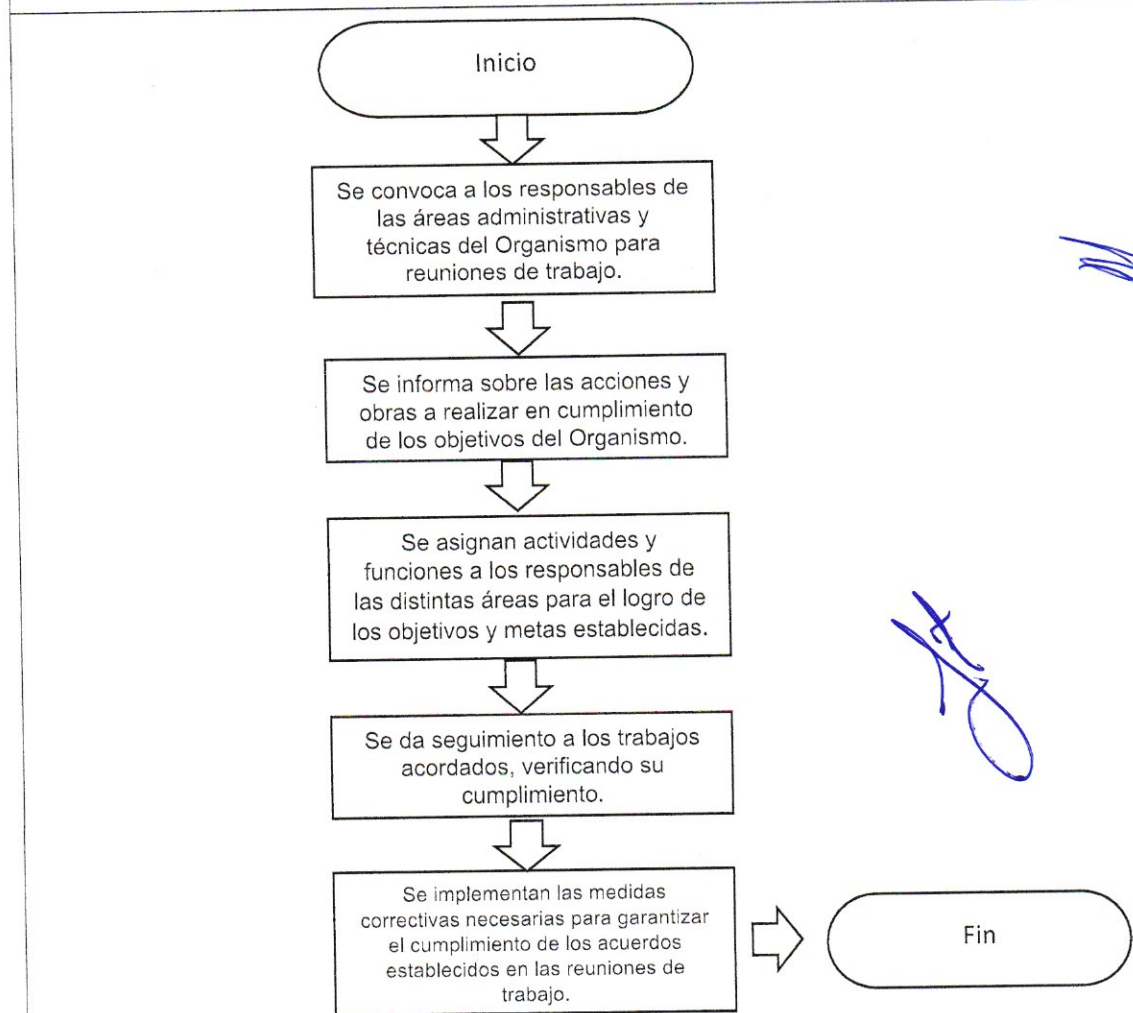 Inicio
Se convoca a los responsables de
las áreas administrativas y
técnicas del Organismo para
reuniones de trabajo.
Se informa sobre las acciones y
obras a realizar en cumplimiento
de los objetivos del Organismo.
Se asignan actividades y
funciones a los responsables de
las distintas áreas para el logro de
los objetivos y metas establecidas.
Se da seguimiento a los trabajos
acordados, verificando su
cumplimiento.
Se implementan las medidas
correctivas necesarias para garantizar
el cumplimiento de los acuerdos
establecidos en las reuniones de
trabajo.
Fin